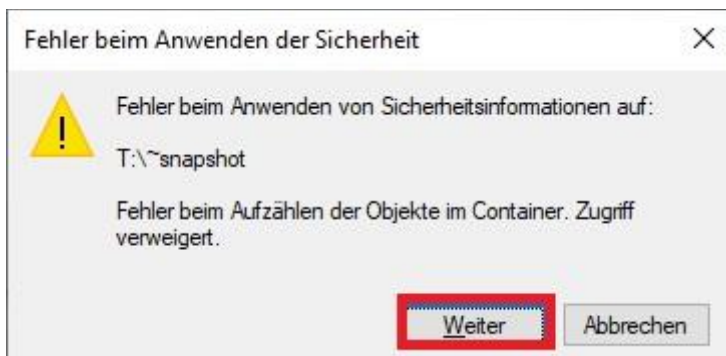 Fehler beim Anwenden der Sicherheit
Fehler beim Anwenden von Sicherheitsinformationen auf:
T:\~snapshot
Fehler beim Aufzählen der Objekte im Container. Zugriff
verweigert.
Weiter
Abbrechen